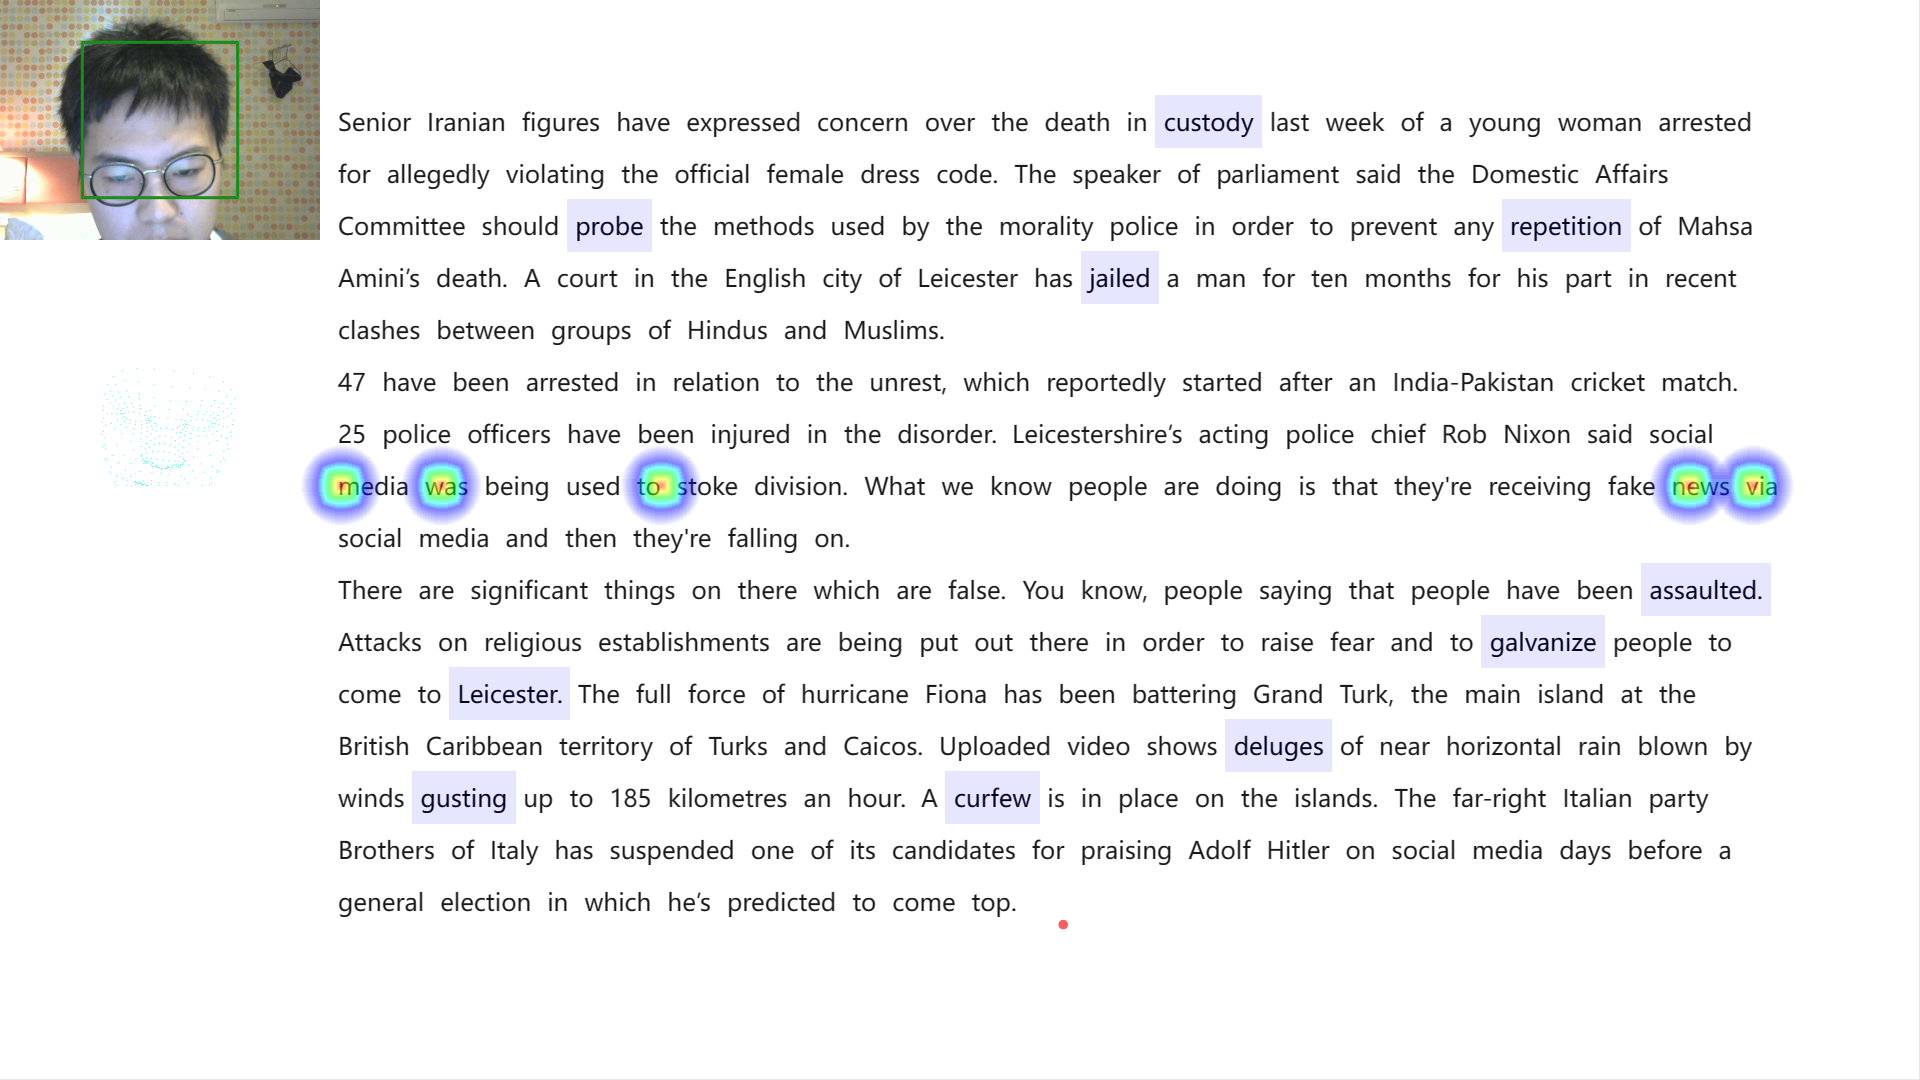 Senior Iranian figures have expressed concern over the death in custody last week of a young woman arrested
for allegedly violating the official female dress code. The speaker of parliament said the Domestic Affairs
Committee should probe the methods used by the morality police in order to prevent any repetition of Mahsa
Amini’s death. A court in the English city of Leicester has jailed a man for ten months for his part in recent
clashes between groups of Hindus and Muslims.
47 have been arrested in relation to the unrest, which reportedly started after an India-Pakistan cricket match.
25 police officers have been injured in the disorder. Leicestershire’s acting police chief Rob Nixon said social
media was being used to stoke division. What we know people are doing is that they're receiving fake news via
social media and then they're falling on.
There are significant things on there which are false. You know, people saying that people have been assaulted.
Attacks on religious establishments are being put out there in order to raise fear and to galvanize people to
come to Leicester. The full force of hurricane Fiona has been battering Grand Turk, the main island at the
British Caribbean territory of Turks and Caicos. Uploaded video shows deluges of near horizontal rain blown by
winds gusting up to 185 kilometres an hour. A curfew is in place on the islands. The far-right Italian party
Brothers of Italy has suspended one of its candidates for praising Adolf Hitler on social media days before a
general election in which he’s predicted to come top.